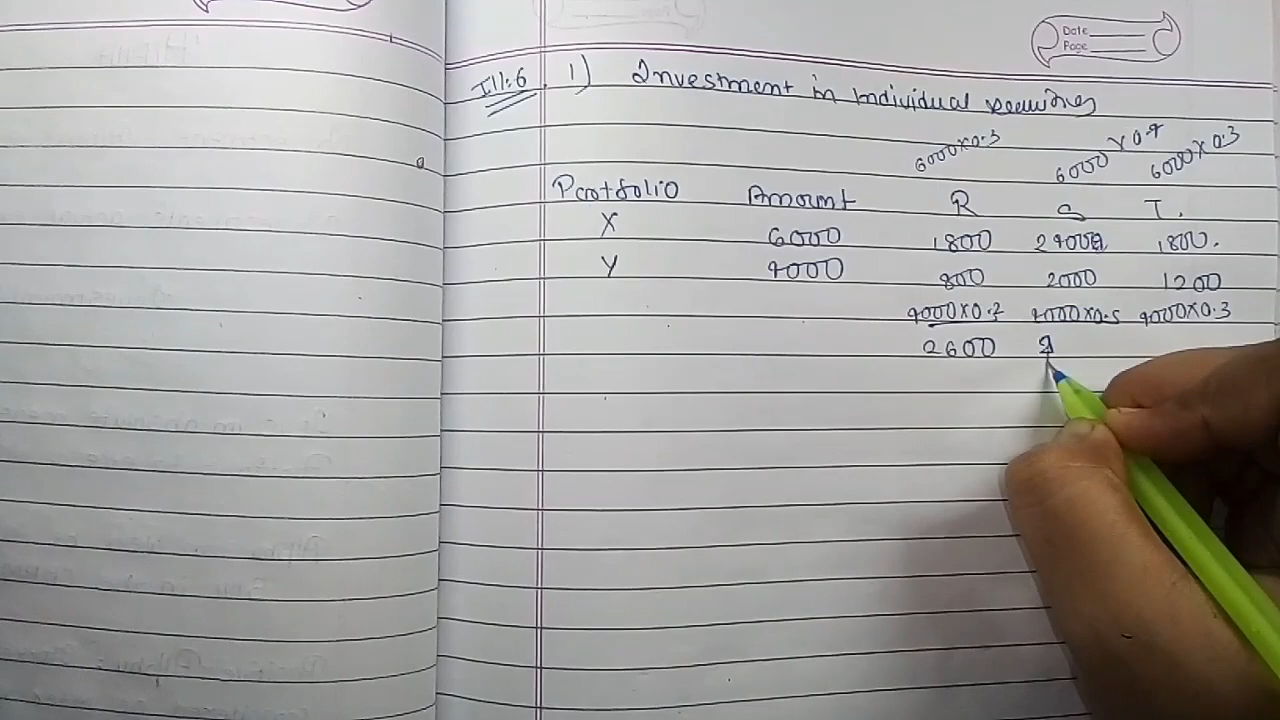 Date
Page
Ill:6 1) Investment in Individual securities
6000×0.3 6000×0.4 6000×0.3
Portfolio Amount R S T.
X 6000 1800 2400 1800.
Y 4000 800 2000 1200
4000×0.2 4000×0.5 4000×0.3
2600